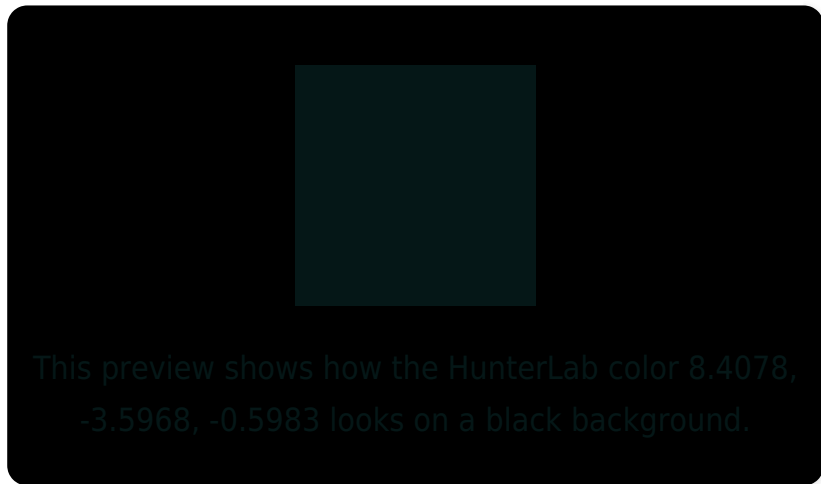 This preview shows how the HunterLab color 8.4078,
-3.5968, -0.5983 looks on a black background.